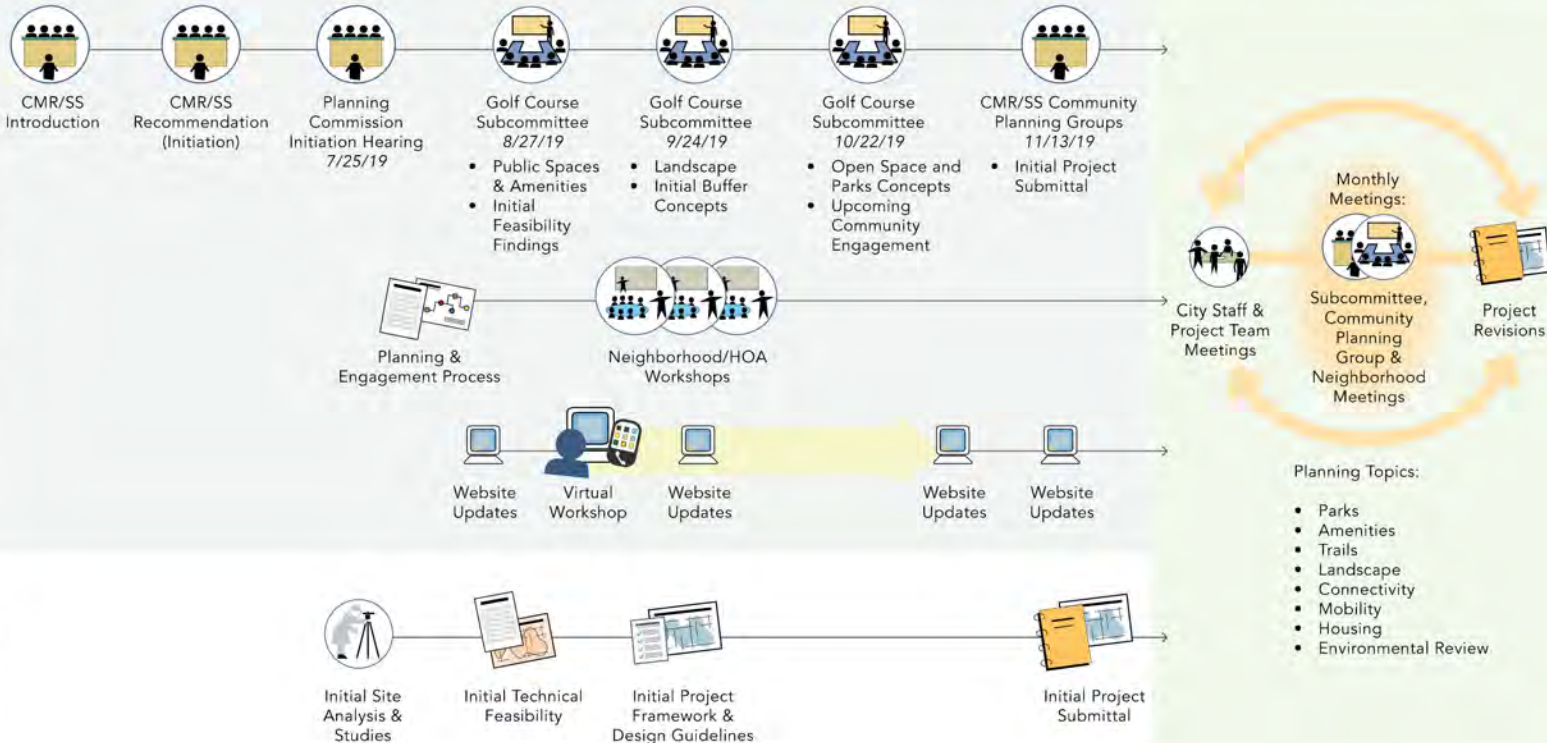 CMR/SS
Introduction
CMR/SS
Recommendation
(Initiation)
Planning
Commission
Initiation Hearing
7/25/19
Golf Course
Subcommittee
8/27/19
• Public Spaces
& Amenities
• Initial
Feasibility
Findings
Golf Course
Subcommittee
9/24/19
• Landscape
• Initial Buffer
Concepts
Golf Course
Subcommittee
10/22/19
• Open Space and
Parks Concepts
• Upcoming
Community
Engagement
CMR/SS Community
Planning Groups
11/13/19
• Initial Project
Submittal
Planning &
Engagement Process
Neighborhood/HOA
Workshops
Website
Updates
Virtual
Workshop
Website
Updates
Website
Updates
Website
Updates
Initial Site
Analysis &
Studies
Initial Technical
Feasibility
Initial Project
Framework &
Design Guidelines
Initial Project
Submittal
City Staff &
Project Team
Meetings
Monthly
Meetings:
Subcommittee,
Community
Planning
Group &
Neighborhood
Meetings
Project
Revisions
Planning Topics:
• Parks
• Amenities
• Trails
• Landscape
• Connectivity
• Mobility
• Housing
• Environmental Review